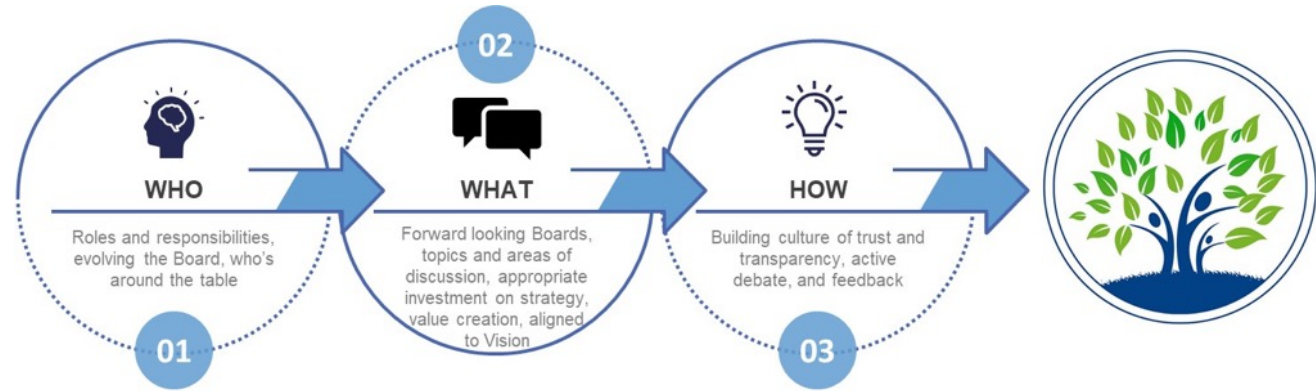 WHO
Roles and responsibilities,
evolving the Board, who's
around the table
01
02
WHAT
Forward looking Boards,
topics and areas of
discussion, appropriate
investment on strategy,
value creation, aligned
to Vision
HOW
Building culture of trust and
transparency, active
debate, and feedback
03